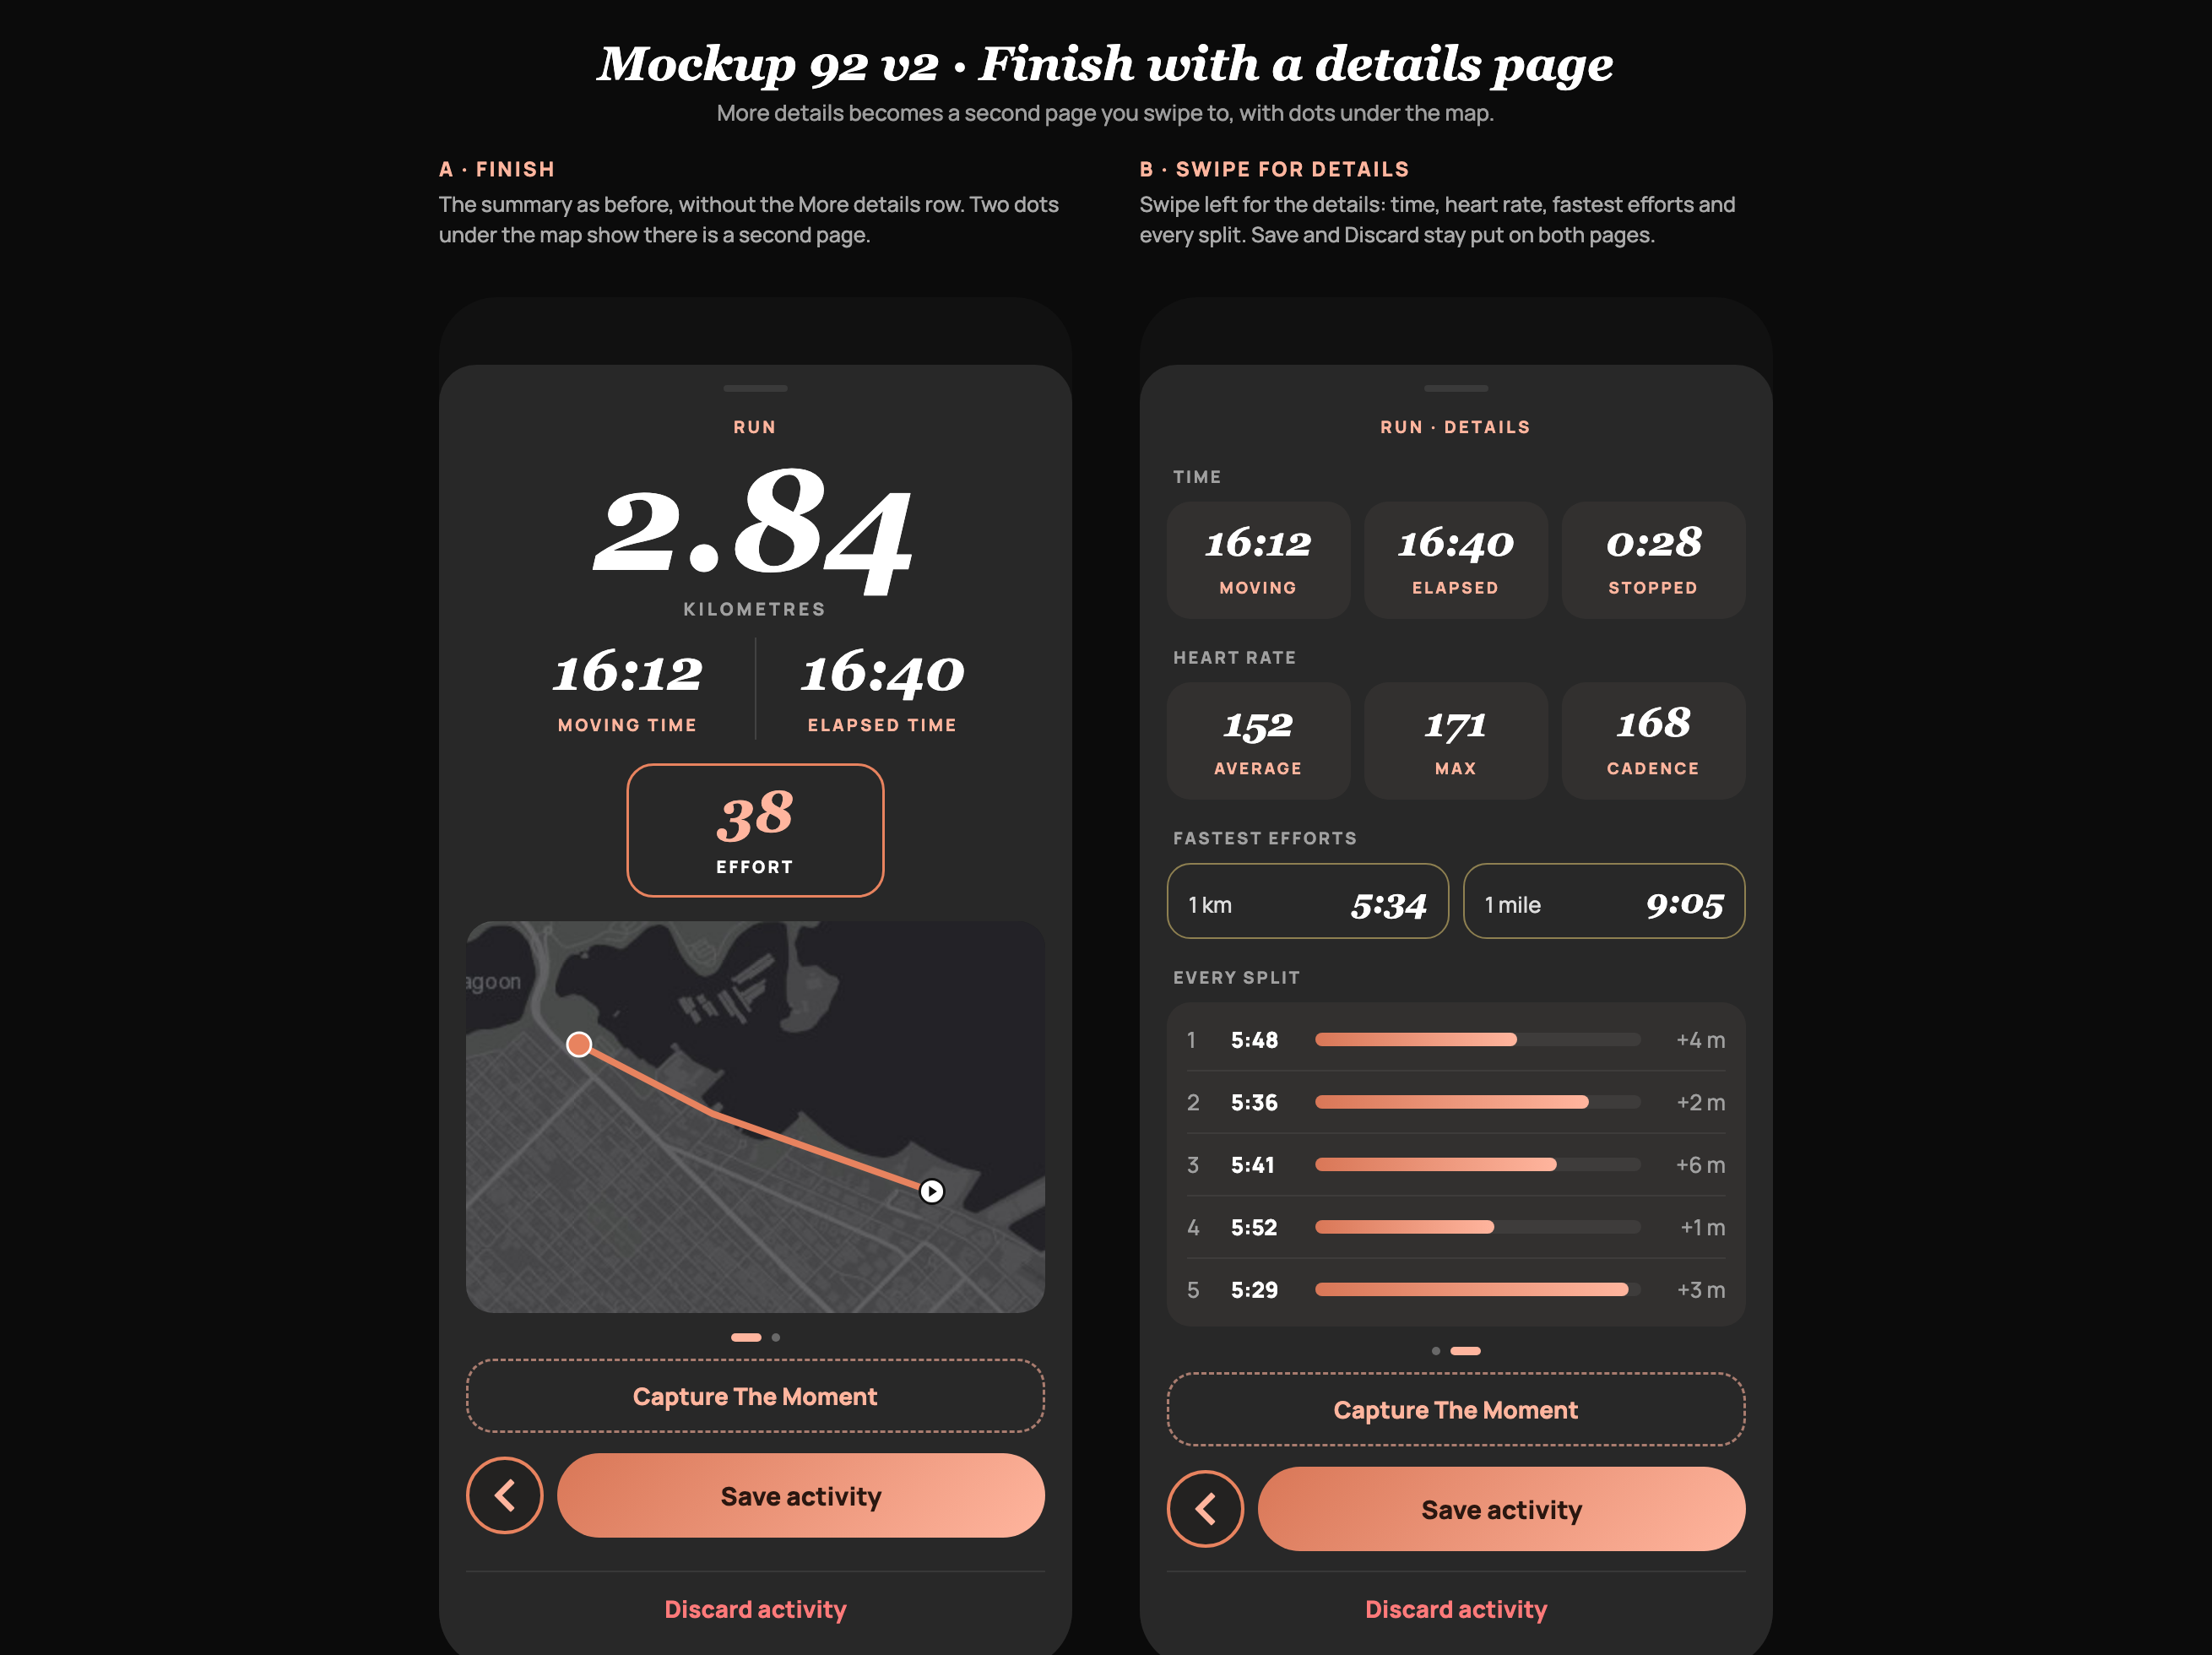 Mockup 92 v2 · Finish with a details page
More details becomes a second page you swipe to, with dots under the map.
A · FINISH
The summary as before, without the More details row. Two dots
under the map show there is a second page.
RUN
2.84
KILOMETRES
16:12
MOVING TIME
16:40
ELAPSED TIME
38
EFFORT
agoon
Capture The Moment
Save activity
Discard activity
B · SWIPE FOR DETAILS
Swipe left for the details: time, heart rate, fastest efforts and
every split. Save and Discard stay put on both pages.
RUN · DETAILS
TIME
16:12
MOVING
16:40
ELAPSED
0:28
STOPPED
HEART RATE
152
AVERAGE
171
MAX
168
CADENCE
FASTEST EFFORTS
1 km 5:34
1 mile 9:05
EVERY SPLIT
1 5:48 +4 m
2 5:36 +2 m
3 5:41 +6 m
4 5:52 +1 m
5 5:29 +3 m
Capture The Moment
Save activity
Discard activity